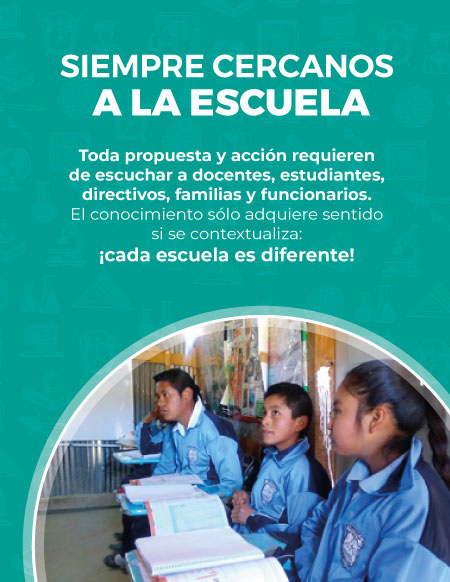 SIEMPRE CERCANOS
A LA ESCUELA
Toda propuesta y acción requieren
de escuchar a docentes, estudiantes,
directivos, familias y funcionarios.
El conocimiento sólo adquiere sentido
si se contextualiza:
¡cada escuela es diferente!